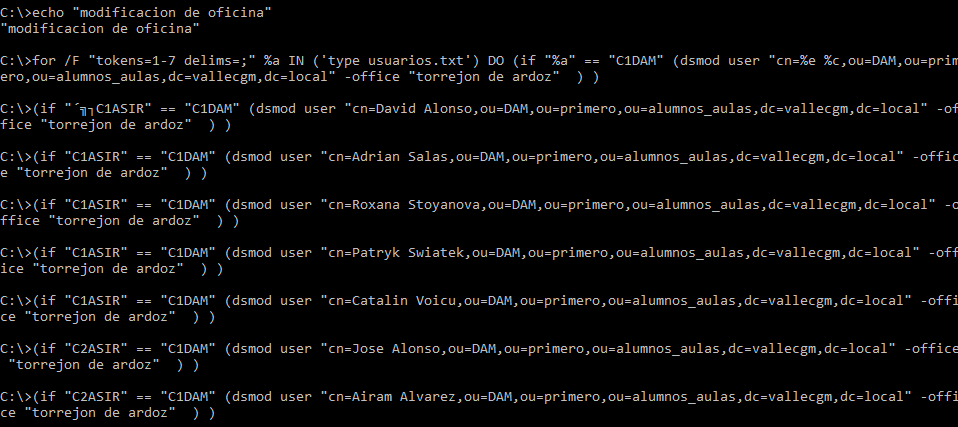 C:\>echo "modificacion de oficina"
"modificacion de oficina"
C:\>for /F "tokens=1-7 delims=;" %a IN ('type usuarios.txt') DO (if "%a" == "C1DAM" (dsmod user "cn=%e %c,ou=DAM,ou=prim
ero,ou=alumnos_aulas,dc=vallecgm,dc=local" -office "torrejon de ardoz"  ) )
C:\>(if "´╗┐C1ASIR" == "C1DAM" (dsmod user "cn=David Alonso,ou=DAM,ou=primero,ou=alumnos_aulas,dc=vallecgm,dc=local" -of
fice "torrejon de ardoz"  ) )
C:\>(if "C1ASIR" == "C1DAM" (dsmod user "cn=Adrian Salas,ou=DAM,ou=primero,ou=alumnos_aulas,dc=vallecgm,dc=local" -offic
e "torrejon de ardoz"  ) )
C:\>(if "C1ASIR" == "C1DAM" (dsmod user "cn=Roxana Stoyanova,ou=DAM,ou=primero,ou=alumnos_aulas,dc=vallecgm,dc=local" -o
ffice "torrejon de ardoz"  ) )
C:\>(if "C1ASIR" == "C1DAM" (dsmod user "cn=Patryk Swiatek,ou=DAM,ou=primero,ou=alumnos_aulas,dc=vallecgm,dc=local" -off
ice "torrejon de ardoz"  ) )
C:\>(if "C1ASIR" == "C1DAM" (dsmod user "cn=Catalin Voicu,ou=DAM,ou=primero,ou=alumnos_aulas,dc=vallecgm,dc=local" -offi
ce "torrejon de ardoz"  ) )
C:\>(if "C2ASIR" == "C1DAM" (dsmod user "cn=Jose Alonso,ou=DAM,ou=primero,ou=alumnos_aulas,dc=vallecgm,dc=local" -office
 "torrejon de ardoz"  ) )
C:\>(if "C2ASIR" == "C1DAM" (dsmod user "cn=Airam Alvarez,ou=DAM,ou=primero,ou=alumnos_aulas,dc=vallecgm,dc=local" -offi
ce "torrejon de ardoz"  ) )